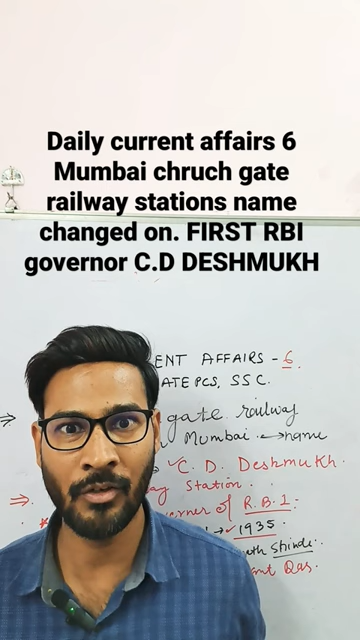 Daily current affairs 6
Mumbai chruch gate
railway stations name
changed on. FIRST RBI
governor C.D DESHMUKH
ENT AFFAIRS - 6.
ATE PCS, SSC.
gate railway
Mumbai name
C. D. Deshmukh.
Station.
of R.B.I
1935
Shinde.